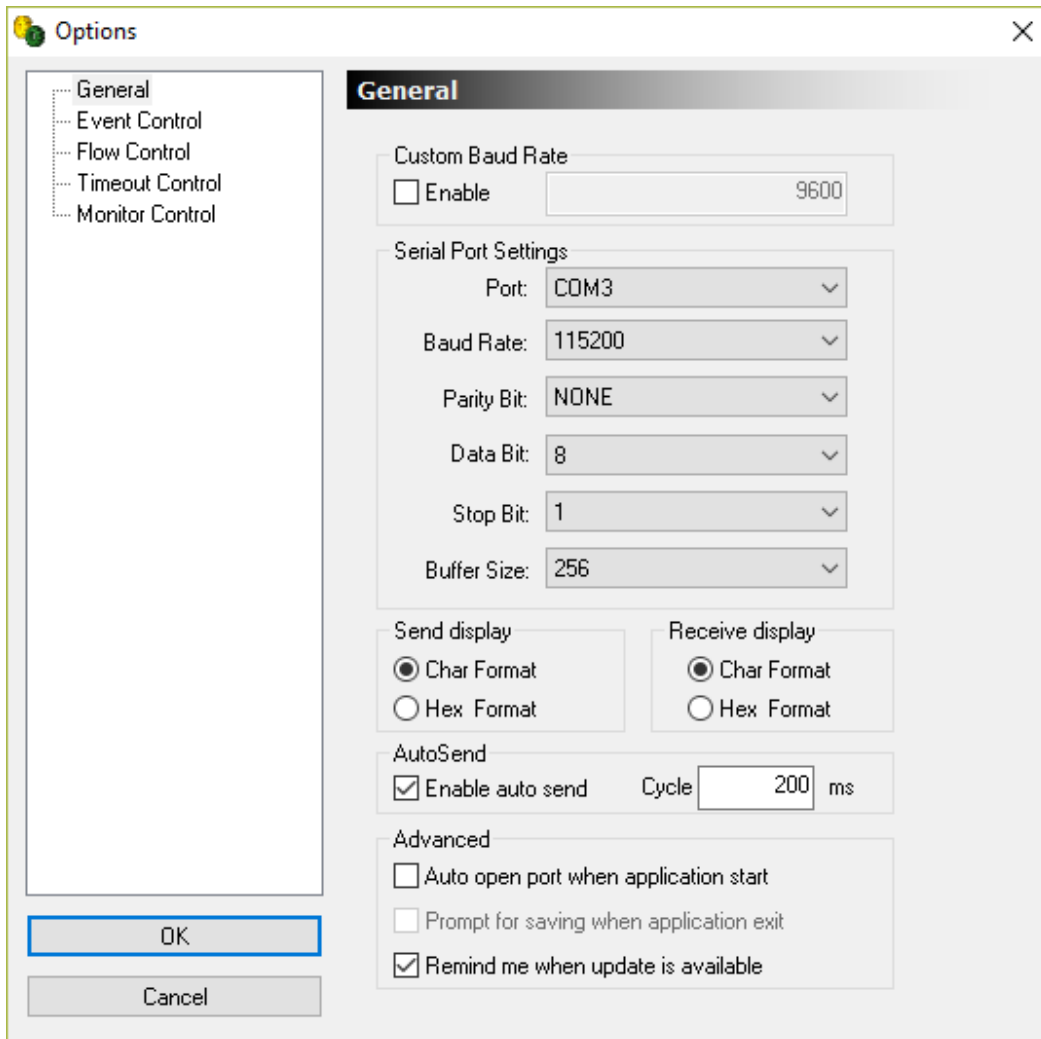 Options
General
Event Control
Flow Control
Timeout Control
Monitor Control
OK
Cancel
General
Custom Baud Rate
Enable 9600
Serial Port Settings
Port: COM3
Baud Rate: 115200
Parity Bit: NONE
Data Bit: 8
Stop Bit: 1
Buffer Size: 256
Send display
Char Format
Hex Format
Receive display
Char Format
Hex Format
AutoSend
Enable auto send Cycle 200 ms
Advanced
Auto open port when application start
Prompt for saving when application exit
Remind me when update is available